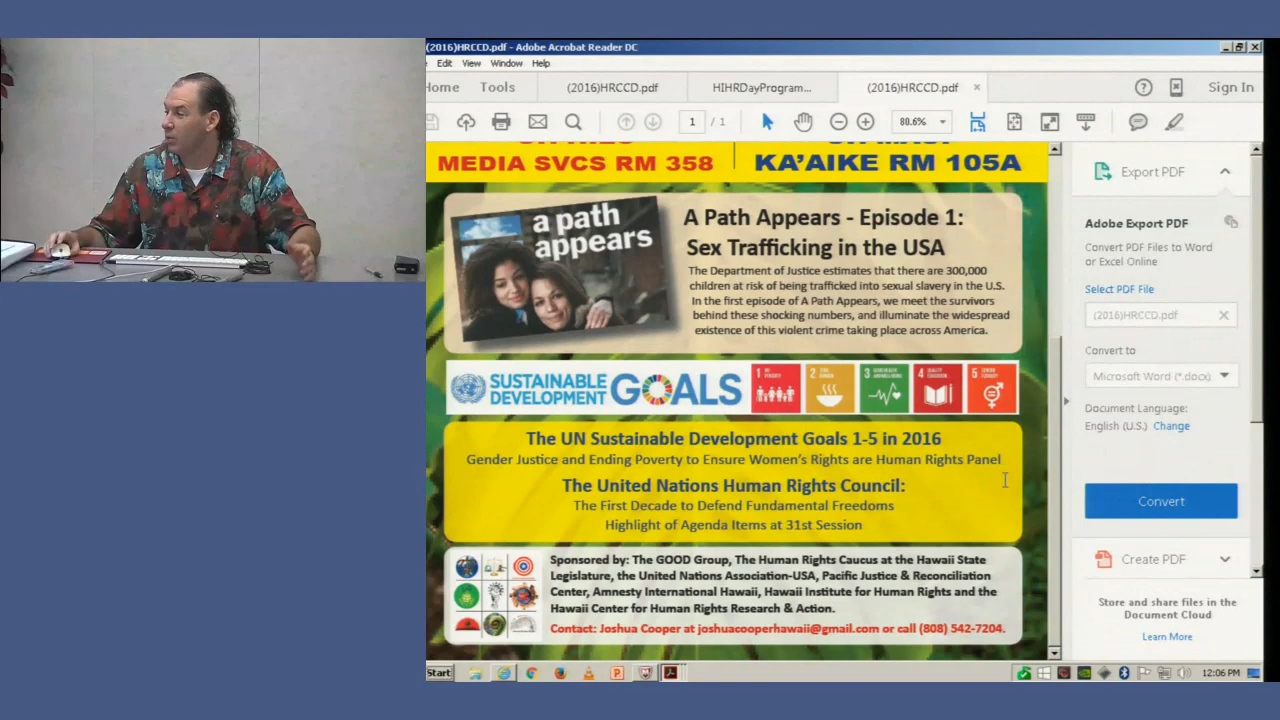 (2016)HRCCD.pdf - Adobe Acrobat Reader DC
Edit View Window Help
Home Tools (2016)HRCCD.pdf HIHRDayProgram... (2016)HRCCD.pdf × Sign In
1 / 1 80.6%
MEDIA SVCS RM 358
KA'AIKE RM 105A
a path
appears
A Path Appears - Episode 1:
Sex Trafficking in the USA
The Department of Justice estimates that there are 300,000
children at risk of being trafficked into sexual slavery in the U.S.
In the first episode of A Path Appears, we meet the survivors
behind these shocking numbers, and illuminate the widespread
existence of this violent crime taking place across America.
SUSTAINABLE
DEVELOPMENT
GOALS
1
2
3
4
5
The UN Sustainable Development Goals 1-5 in 2016
Gender Justice and Ending Poverty to Ensure Women's Rights are Human Rights Panel
The United Nations Human Rights Council:
The First Decade to Defend Fundamental Freedoms
Highlight of Agenda Items at 31st Session
Sponsored by: The GOOD Group, The Human Rights Caucus at the Hawaii State
Legislature, the United Nations Association-USA, Pacific Justice & Reconciliation
Center, Amnesty International Hawaii, Hawaii Institute for Human Rights and the
Hawaii Center for Human Rights Research & Action.
Contact: Joshua Cooper at joshuacooperhawaii@gmail.com or call (808) 542-7204.
Export PDF
Adobe Export PDF
Convert PDF Files to Word
or Excel Online
Select PDF File
(2016)HRCCD.pdf
Convert to
Microsoft Word (*.docx)
Document Language:
English (U.S.) Change
Convert
Create PDF
Store and share files in the
Document Cloud
Learn More
Start
12:06 PM